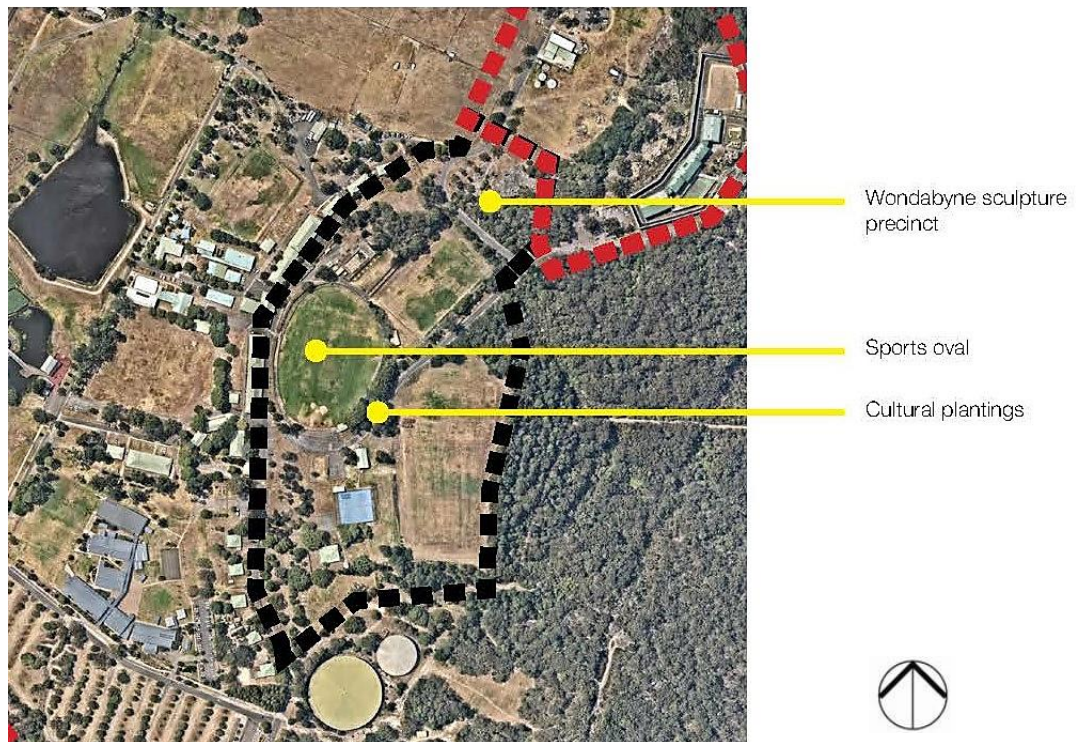 Wondabyne sculpture
precinct
Sports oval
Cultural plantings